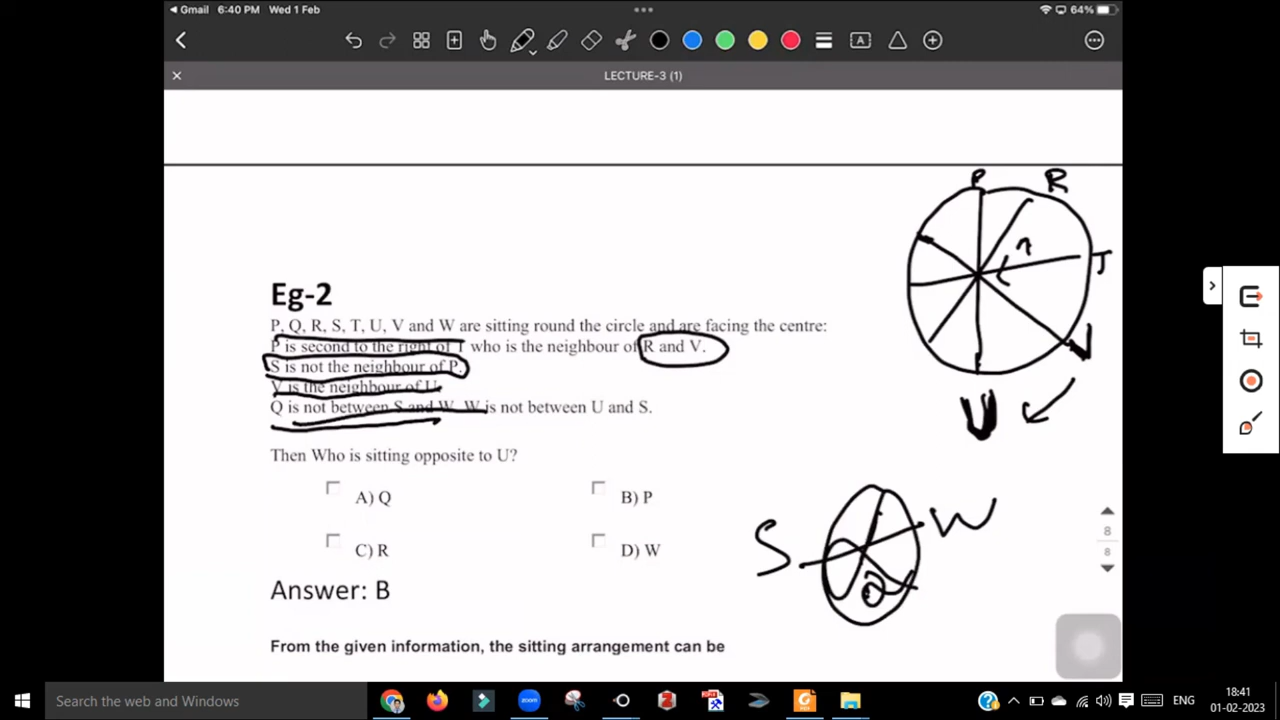 Gmail 6:40 PM Wed 1 Feb
64%
LECTURE-3 (1)
P
R
T
V
U
Eg-2
P, Q, R, S, T, U, V and W are sitting round the circle and are facing the centre:
P is second to the right of T who is the neighbour of R and V.
S is not the neighbour of P.
V is the neighbour of U.
Q is not between S and W. W is not between U and S.
Then Who is sitting opposite to U?
A) Q
B) P
C) R
D) W
S
W
Q
8
8
Answer: B
From the given information, the sitting arrangement can be
Search the web and Windows
zoom
ENG
18:41
01-02-2023